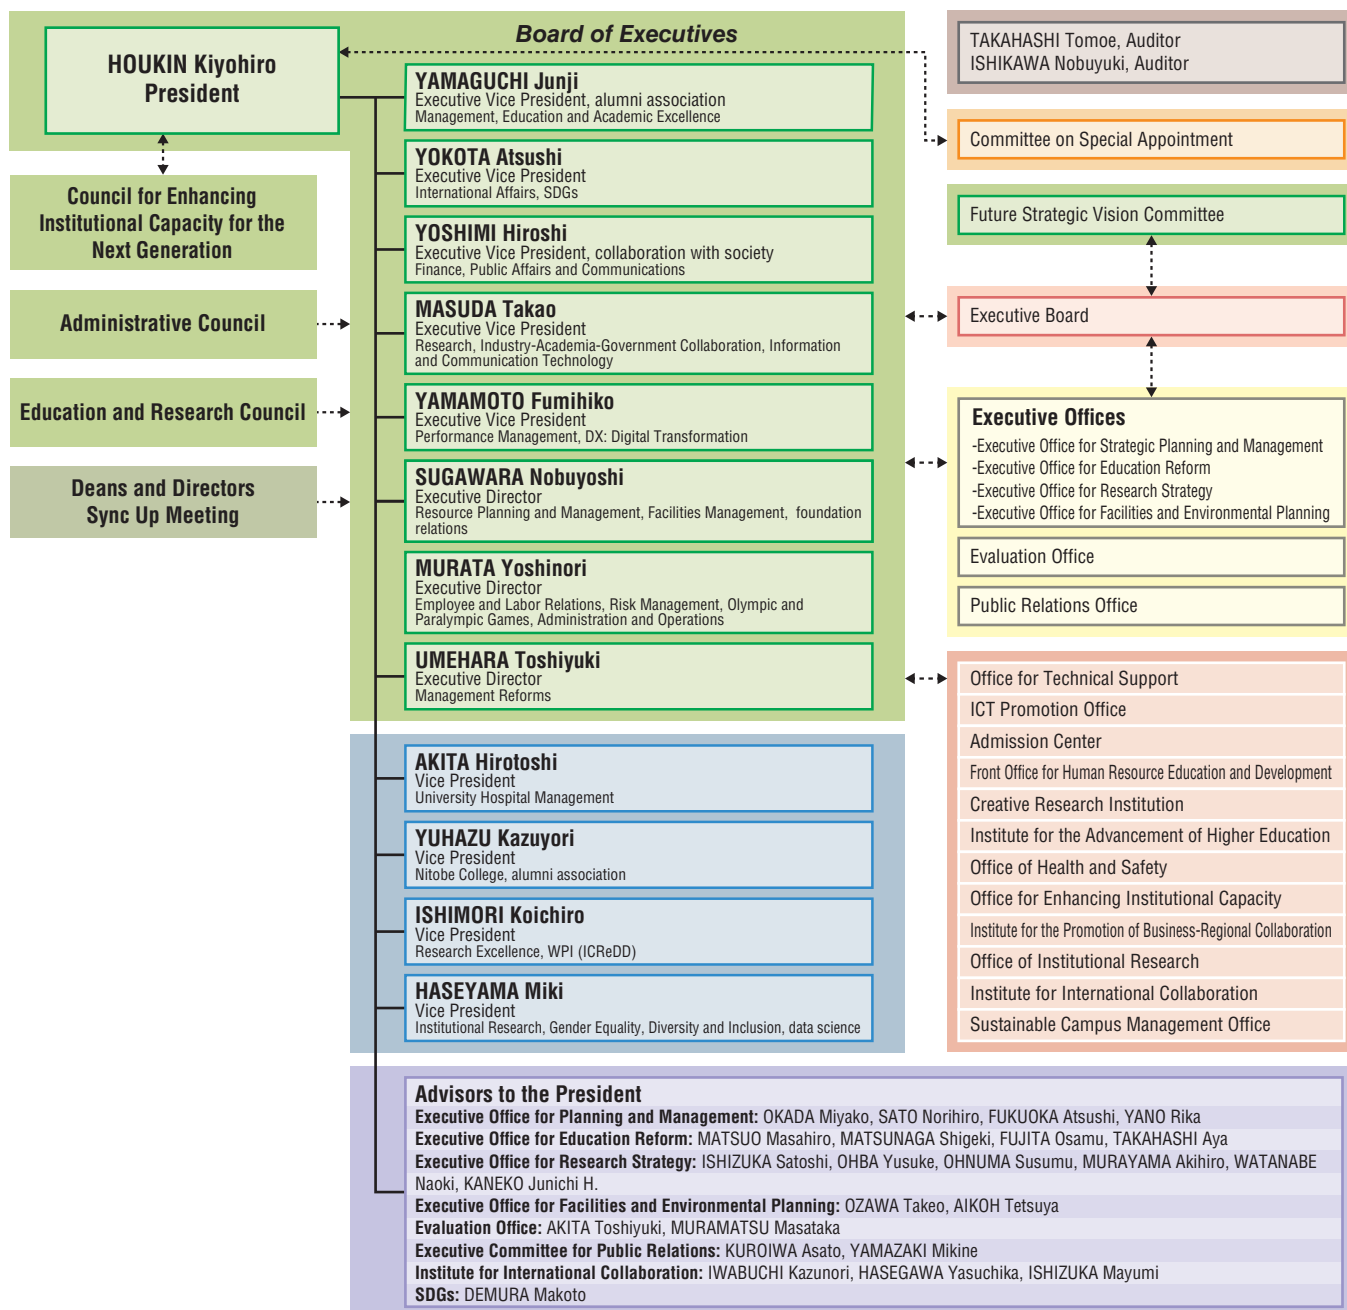 Board of Executives
HOUKIN Kiyohiro
President
Council for Enhancing
Institutional Capacity for the
Next Generation
Administrative Council
Education and Research Council
Deans and Directors
Sync Up Meeting
YAMAGUCHI Junji
Executive Vice President, alumni association
Management, Education and Academic Excellence
YOKOTA Atsushi
Executive Vice President
International Affairs, SDGs
YOSHIMI Hiroshi
Executive Vice President, collaboration with society
Finance, Public Affairs and Communications
MASUDA Takao
Executive Vice President
Research, Industry-Academia-Government Collaboration, Information
and Communication Technology
YAMAMOTO Fumihiko
Executive Vice President
Performance Management, DX: Digital Transformation
SUGAWARA Nobuyoshi
Executive Director
Resource Planning and Management, Facilities Management, foundation
relations
MURATA Yoshinori
Executive Director
Employee and Labor Relations, Risk Management, Olympic and
Paralympic Games, Administration and Operations
UMEHARA Toshiyuki
Executive Director
Management Reforms
AKITA Hirotoshi
Vice President
University Hospital Management
YUHAZU Kazuyori
Vice President
Nitobe College, alumni association
ISHIMORI Koichiro
Vice President
Research Excellence, WPI (ICReDD)
HASEYAMA Miki
Vice President
Institutional Research, Gender Equality, Diversity and Inclusion, data science
TAKAHASHI Tomoe, Auditor
ISHIKAWA Nobuyuki, Auditor
Committee on Special Appointment
Future Strategic Vision Committee
Executive Board
Executive Offices
-Executive Office for Strategic Planning and Management
-Executive Office for Education Reform
-Executive Office for Research Strategy
-Executive Office for Facilities and Environmental Planning
Evaluation Office
Public Relations Office
Office for Technical Support
ICT Promotion Office
Admission Center
Front Office for Human Resource Education and Development
Creative Research Institution
Institute for the Advancement of Higher Education
Office of Health and Safety
Office for Enhancing Institutional Capacity
Institute for the Promotion of Business-Regional Collaboration
Office of Institutional Research
Institute for International Collaboration
Sustainable Campus Management Office
Advisors to the President
Executive Office for Planning and Management: OKADA Miyako, SATO Norihiro, FUKUOKA Atsushi, YANO Rika
Executive Office for Education Reform: MATSUO Masahiro, MATSUNAGA Shigeki, FUJITA Osamu, TAKAHASHI Aya
Executive Office for Research Strategy: ISHIZUKA Satoshi, OHBA Yusuke, OHNUMA Susumu, MURAYAMA Akihiro, WATANABE
Naoki, KANEKO Junichi H.
Executive Office for Facilities and Environmental Planning: OZAWA Takeo, AIKOH Tetsuya
Evaluation Office: AKITA Toshiyuki, MURAMATSU Masataka
Executive Committee for Public Relations: KUROIWA Asato, YAMAZAKI Mikine
Institute for International Collaboration: IWABUCHI Kazunori, HASEGAWA Yasuchika, ISHIZUKA Mayumi
SDGs: DEMURA Makoto